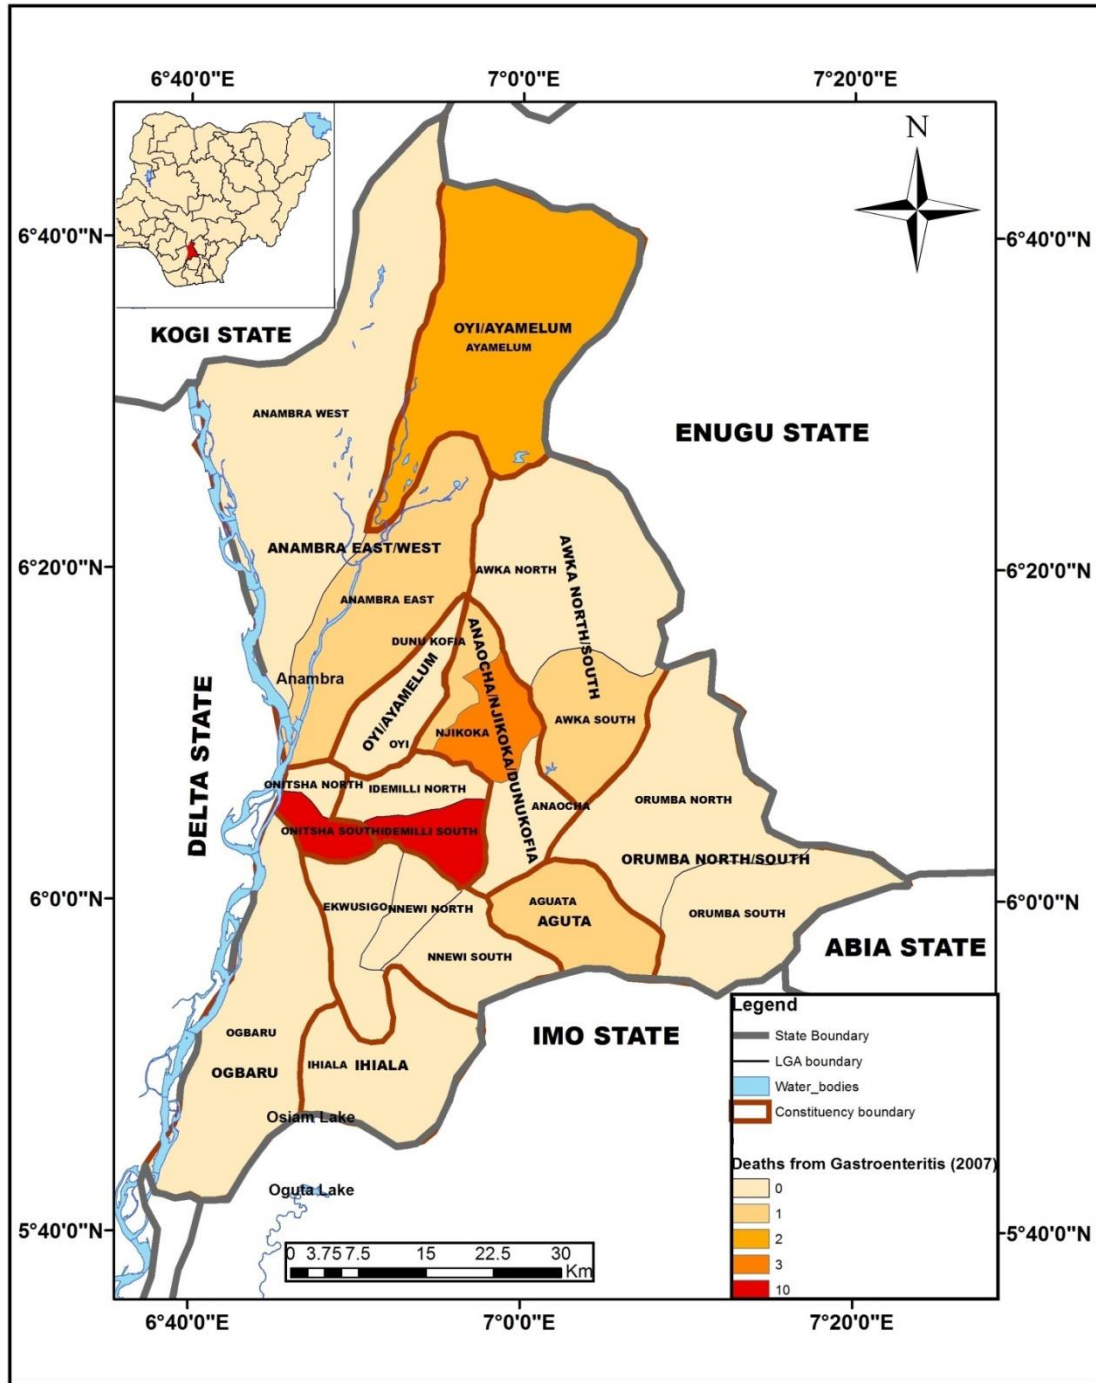 6°40'0"E 7°0'0"E 7°20'0"E
N
6°40'0"N 6°40'0"N
KOGI STATE
OYI/AYAMELUM
AYAMELUM
ANAMBRA WEST
ENUGU STATE
ANAMBRA EAST/WEST
6°20'0"N 6°20'0"N
AWKA NORTH
AWKA NORTH/SOUTH
ANAMBRA EAST
DUNU KOFIA
ANAOCHA/NJIKOKA/DUNUKOFIA
Anambra
OYI/AYAMELUM
DELTA STATE
AWKA SOUTH
NJIKOKA
OYI
ONITSHA NORTH
IDEMILLI NORTH
ORUMBA NORTH
ANAOCHA
ONITSHA SOUTH
IDEMILLI SOUTH
ORUMBA NORTH/SOUTH
6°0'0"N 6°0'0"N
EKWUSIGO
NNEWI NORTH
AGUATA
AGUTA
ORUMBA SOUTH
ABIA STATE
NNEWI SOUTH
OGBARU
IMO STATE
OGBARU
IHIALA
IHIALA
Osiam Lake
Oguta Lake
5°40'0"N 5°40'0"N
0 3.75 7.5 15 22.5 30
Km
Legend
State Boundary
LGA boundary
Water_bodies
Constituency boundary
Deaths from Gastroenteritis (2007)
0
1
2
3
10
6°40'0"E 7°0'0"E 7°20'0"E